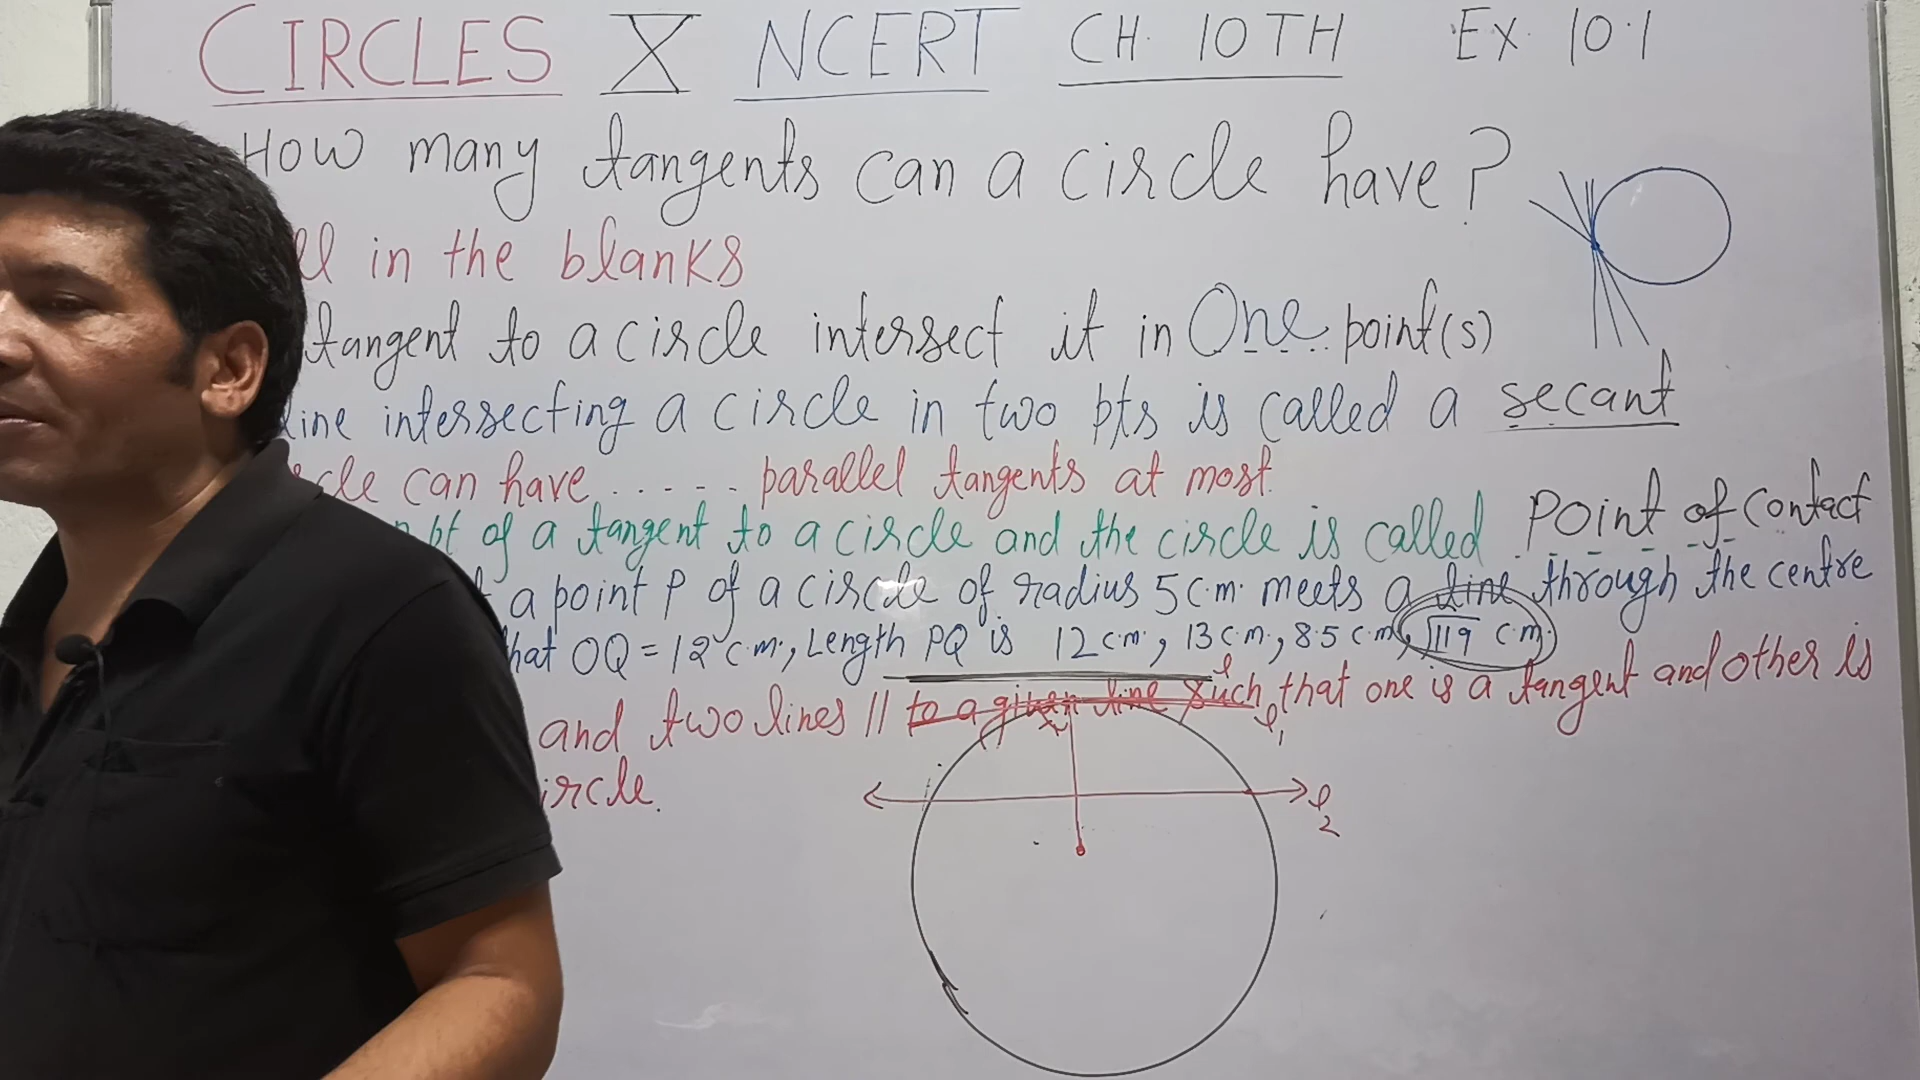 CIRCLES X NCERT CH. 10TH Ex. 10.1
How many tangents can a circle have?
in the blanks
tangent to a circle intersect it in One point(s)
line intersecting a circle in two pts is called a secant
can have ..... parallel tangents at most.
pt of a tangent to a circle and the circle is called Point of contact
a point P of a circle of radius 5 c.m. meets a line through the centre
that OQ = 12 c.m., Length PQ is 12 c.m., 13 c.m., 8.5 c.m., √119 c.m.
and two lines || to a given line such that one is a tangent and other is
circle.
l
l1
l2